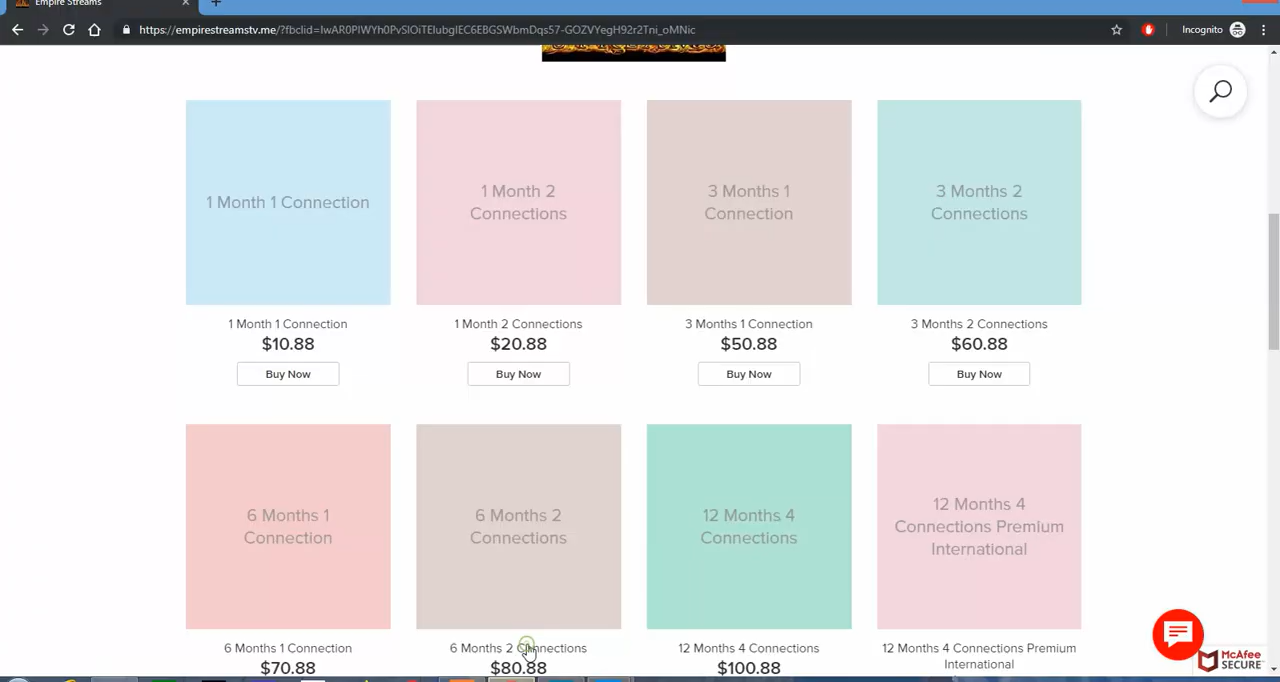 Empire Streams
https://empirestreamstv.me/?fbclid=IwAR0PIWYh0PvSIOiTEIubgIEC6EBGSWbmDqs57-GOZVYegH92r2Tni_oMNic
Incognito
1 Month 1 Connection
1 Month 2
Connections
3 Months 1
Connection
3 Months 2
Connections
1 Month 1 Connection
1 Month 2 Connections
3 Months 1 Connection
3 Months 2 Connections
$10.88
$20.88
$50.88
$60.88
Buy Now
Buy Now
Buy Now
Buy Now
6 Months 1
Connection
6 Months 2
Connections
12 Months 4
Connections
12 Months 4
Connections Premium
International
6 Months 1 Connection
6 Months 2 Connections
12 Months 4 Connections
12 Months 4 Connections Premium
International
$70.88
$80.88
$100.88
McAfee
SECURE